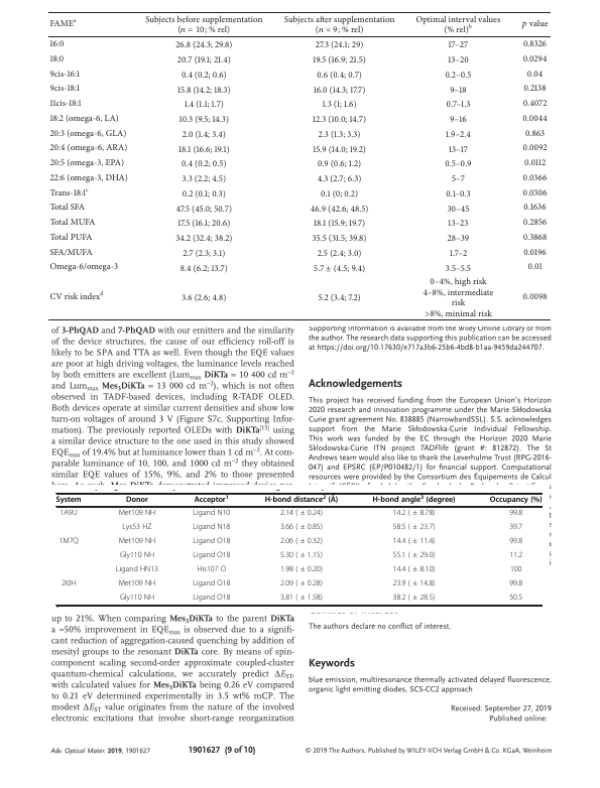 FAMEa Subjects before supplementation (n = 10; % rel) Subjects after supplementation (n = 9; % rel) Optimal interval values (% rel)b p value
16:0 26.8 (24.3; 29.8) 27.3 (24.1; 29) 17–27 0.8326
18:0 20.7 (19.1; 21.4) 19.5 (16.9; 21.5) 13–20 0.0294
9cis-16:1 0.4 (0.2; 0.6) 0.6 (0.4; 0.7) 0.2–0.5 0.04
9cis-18:1 15.8 (14.2; 18.3) 16.0 (14.3; 17.7) 9–18 0.2138
11cis-18:1 1.4 (1.1; 1.7) 1.3 (1; 1.6) 0.7–1.3 0.4072
18:2 (omega-6, LA) 10.3 (9.5; 14.3) 12.3 (10.0; 14.7) 9–16 0.0044
20:3 (omega-6, GLA) 2.0 (1.4; 3.4) 2.3 (1.3; 3.3) 1.9–2.4 0.863
20:4 (omega-6, ARA) 18.1 (16.6; 19.1) 15.9 (14.0; 19.2) 13–17 0.0092
20:5 (omega-3, EPA) 0.4 (0.2; 0.5) 0.9 (0.6; 1.2) 0.5–0.9 0.0112
22:6 (omega-3, DHA) 3.3 (2.2; 4.5) 4.3 (2.7; 6.3) 5–7 0.0366
Trans-18:1c 0.2 (0.1; 0.3) 0.1 (0; 0.2) 0.1–0.3 0.0306
Total SFA 47.5 (45.0; 50.7) 46.9 (42.6; 48.5) 30–45 0.1636
Total MUFA 17.5 (16.1; 20.6) 18.1 (15.9; 19.7) 13–23 0.2856
Total PUFA 34.2 (32.4; 38.2) 35.5 (31.5; 39.8) 28–39 0.3868
SFA/MUFA 2.7 (2.3; 3.1) 2.5 (2.4; 3.0) 1.7–2 0.0196
Omega-6/omega-3 8.4 (6.2; 13.7) 5.7 ± (4.5; 9.4) 3.5–5.5 0.01
CV risk indexd 3.6 (2.6; 4.8) 5.2 (3.4; 7.2) 0–4%, high risk 4–8%, intermediate risk >8%, minimal risk 0.0098
of 3-PhQAD and 7-PhQAD with our emitters and the similarity
of the device structures, the cause of our efficiency roll-off is
likely to be SPA and TTA as well. Even though the EQE values
are poor at high driving voltages, the luminance levels reached
by both emitters are excellent (Lummax DiKTa = 10 400 cd m−2
and Lummax Mes3DiKTa = 13 000 cd m−2), which is not often
observed in TADF-based devices, including R-TADF OLED.
Both devices operate at similar current densities and show low
turn-on voltages of around 3 V (Figure S7c, Supporting Infor-
mation). The previously reported OLEDs with DiKTa[15] using
a similar device structure to the one used in this study showed
EQEmax of 19.4% but at luminance lower than 1 cd m−2. At com-
parable luminance of 10, 100, and 1000 cd m−2 they obtained
similar EQE values of 15%, 9%, and 2% to those presented
Supporting Information is available from the Wiley Online Library or from
the author. The research data supporting this publication can be accessed
at https://doi.org/10.17630/e717a3b6-25b6-4bd8-b1aa-9459da244707.
Acknowledgements
This project has received funding from the European Union's Horizon
2020 research and innovation programme under the Marie Skłodowska
Curie grant agreement No. 838885 (NarrowbandSSL). S.S. acknowledges
support from the Marie Skłodowska-Curie Individual Fellowship.
This work was funded by the EC through the Horizon 2020 Marie
Sklodowska-Curie ITN project TADFlife (grant #: 812872). The St
Andrews team would also like to thank the Leverhulme Trust (RPG-2016-
047) and EPSRC (EP/P010482/1) for financial support. Computational
resources were provided by the Consortium des Équipements de Calcul
System Donor Acceptor1 H-bond distance2 (Å) H-bond angle3 (degree) Occupancy (%)
1A9U Met109 NH Ligand N10 2.14 (± 0.24) 14.2 (± 8.78) 99.8
Lys53 HZ Ligand N18 3.66 (± 0.85) 58.5 (± 23.7) 39.7
1M7Q Met109 NH Ligand O18 2.06 (± 0.32) 14.4 (± 11.4) 99.8
Gly110 NH Ligand O18 5.30 (± 1.15) 55.1 (± 29.0) 11.2
Ligand HN13 His107 O 1.98 ( ± 0.20) 14.4 (± 8.10) 100
2I0H Met109 NH Ligand O18 2.09 (± 0.28) 23.9 (± 14.8) 99.8
Gly110 NH Ligand O18 3.81 (± 1.58) 38.2 (± 28.5) 50.5
up to 21%. When comparing Mes3DiKTa to the parent DiKTa
a ≈50% improvement in EQEmax is observed due to a signifi-
cant reduction of aggregation-caused quenching by addition of
mesityl groups to the resonant DiKTa core. By means of spin-
component scaling second-order approximate coupled-cluster
quantum-chemical calculations, we accurately predict ΔEST,
with calculated values for Mes3DiKTa being 0.26 eV compared
to 0.21 eV determined experimentally in 3.5 wt% mCP. The
modest ΔEST value originates from the nature of the involved
electronic excitations that involve short-range reorganization
The authors declare no conflict of interest.
Keywords
blue emission, multiresonance thermally activated delayed fluorescence,
organic light emitting diodes, SCS-CC2 approach
Received: September 27, 2019
Published online:
Adv. Optical Mater. 2019, 1901627 1901627 (9 of 10) © 2019 The Authors. Published by WILEY-VCH Verlag GmbH & Co. KGaA, Weinheim